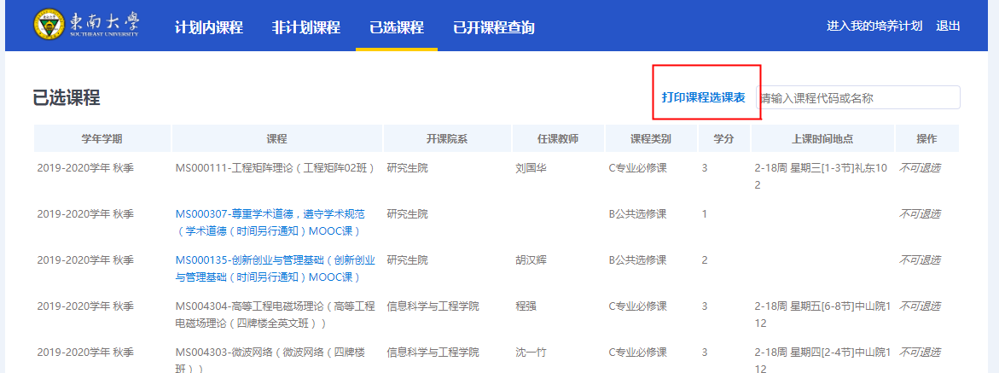 東南大學
SOUTHEAST UNIVERSITY
计划内课程 非计划课程 已选课程 已开课程查询 进入我的培养计划 退出
已选课程 打印课程选课表 请输入课程代码或名称
学年学期 课程 开课院系 任课教师 课程类别 学分 上课时间地点 操作
2019-2020学年 秋季 MS000111-工程矩阵理论（工程矩阵02班） 研究生院 刘国华 C专业必修课 3 2-18周 星期三[1-3节]礼东10 不可退选
2
2019-2020学年 秋季 MS000307-尊重学术道德，遵守学术规范 研究生院 B公共选修课 1 不可退选
（学术道德（时间另行通知）MOOC课）
2019-2020学年 秋季 MS000135-创新创业与管理基础（创新创业 研究生院 胡汉辉 B公共选修课 2 不可退选
与管理基础（时间另行通知）MOOC课）
2019-2020学年 秋季 MS004304-高等工程电磁场理论（高等工程 信息科学与工程学院 程强 C专业必修课 3 2-18周 星期五[6-8节]中山院1 不可退选
电磁场理论（四牌楼全英文班）） 12
2019-2020学年 秋季 MS004303-微波网络（微波网络（四牌楼 信息科学与工程学院 沈一竹 C专业必修课 3 2-18周 星期四[2-4节]中山院1 不可退选
班）） 12